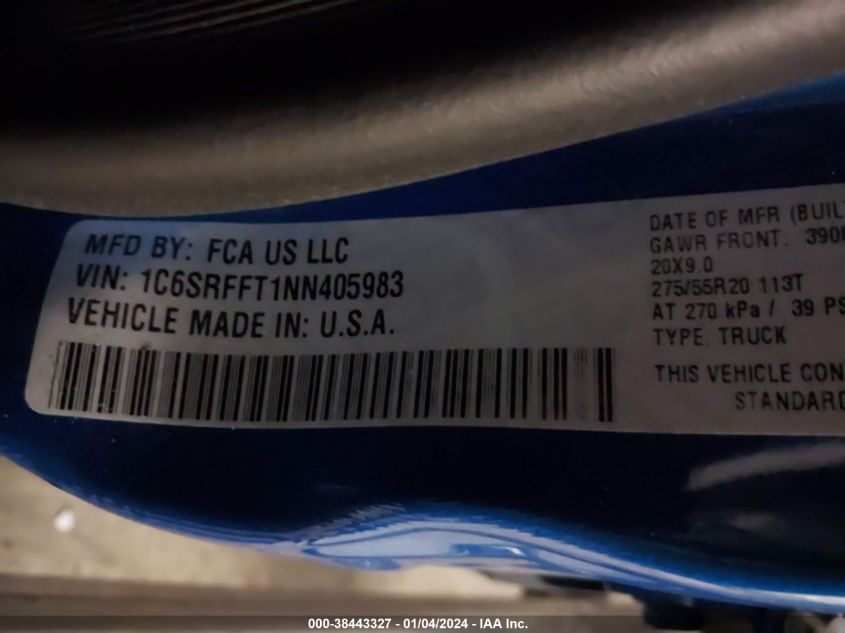 MFD BY: FCA US LLC
VIN: 1C6SRFFT1NN405983
VEHICLE MADE IN: U.S.A.
DATE OF MFR (BUIL
GAWR FRONT: 390
20X9.0
275/55R20 113T
AT 270 kPa / 39 PS
TYPE: TRUCK
THIS VEHICLE CON
STANDARD
000-38443327 - 01/04/2024 - IAA Inc.